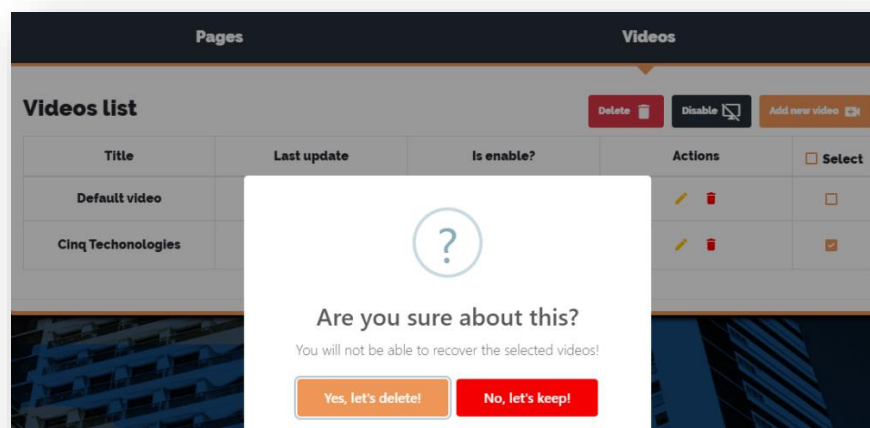 Pages Videos
Videos list Delete Disable Add new video
Title Last update Is enable? Actions Select
Default video
Cinq Techonologies
?
Are you sure about this?
You will not be able to recover the selected videos!
Yes, let's delete! No, let's keep!